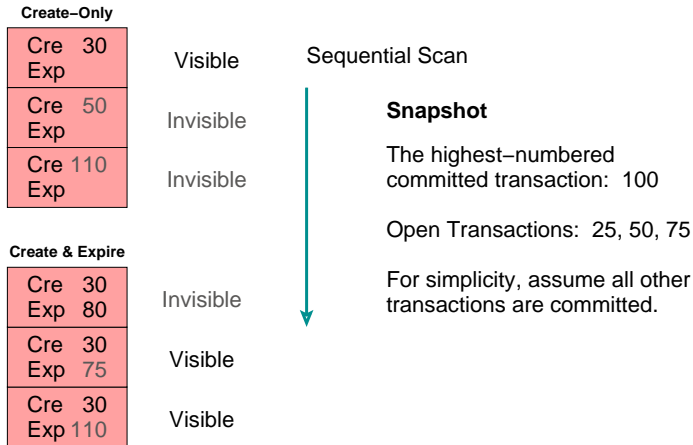 Create–Only
Cre 30
Exp
Visible
Cre 50
Exp
Invisible
Cre 110
Exp
Invisible
Create & Expire
Cre 30
Exp 80
Invisible
Cre 30
Exp 75
Visible
Cre 30
Exp 110
Visible
Sequential Scan
Snapshot
The highest–numbered
committed transaction: 100
Open Transactions: 25, 50, 75
For simplicity, assume all other
transactions are committed.